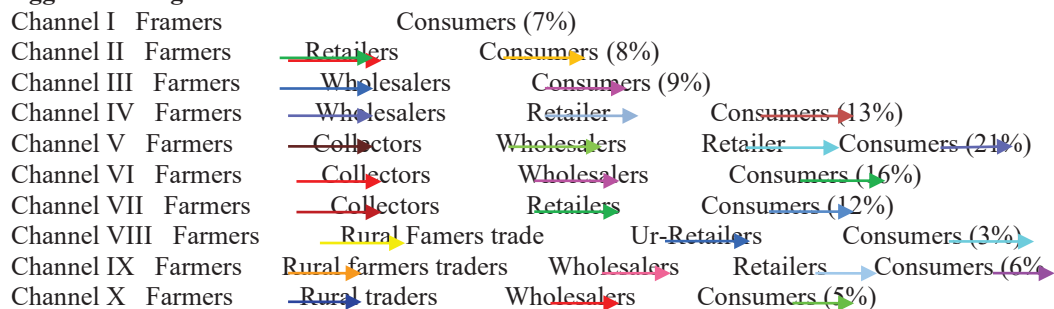 Channel I Framers Consumers (7%)
Channel II Farmers Retailers Consumers (8%)
Channel III Farmers Wholesalers Consumers (9%)
Channel IV Farmers Wholesalers Retailer Consumers (13%)
Channel V Farmers Collectors Wholesalers Retailer Consumers (21%)
Channel VI Farmers Collectors Wholesalers Consumers (16%)
Channel VII Farmers Collectors Retailers Consumers (12%)
Channel VIII Farmers Rural Famers trade Ur-Retailers Consumers (3%)
Channel IX Farmers Rural farmers traders Wholesalers Retailers Consumers (6%
Channel X Farmers Rural traders Wholesalers Consumers (5%)